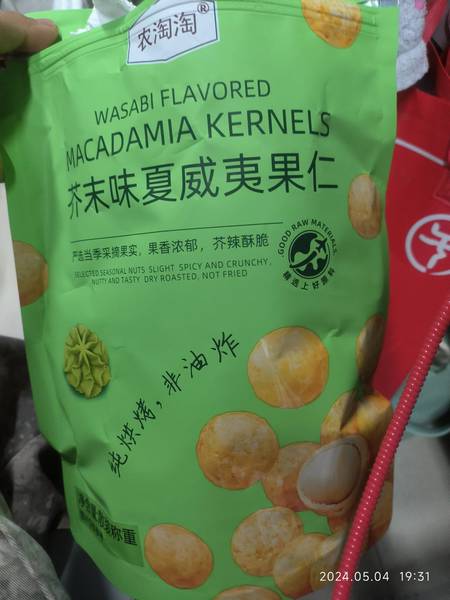 农淘淘®
WASABI FLAVORED
MACADAMIA KERNELS
芥末味夏威夷果仁
严选当季采摘果实，果香浓郁，芥辣酥脆
SELECTED SEASONAL NUTS SLIGHT SPICY AND CRUNCHY,
NUTTY AND TASTY DRY ROASTED, NOT FRIED
GOOD RAW MATERIALS
精选上好原料
纯烘烤，非油炸
称重
2024.05.04 19:31